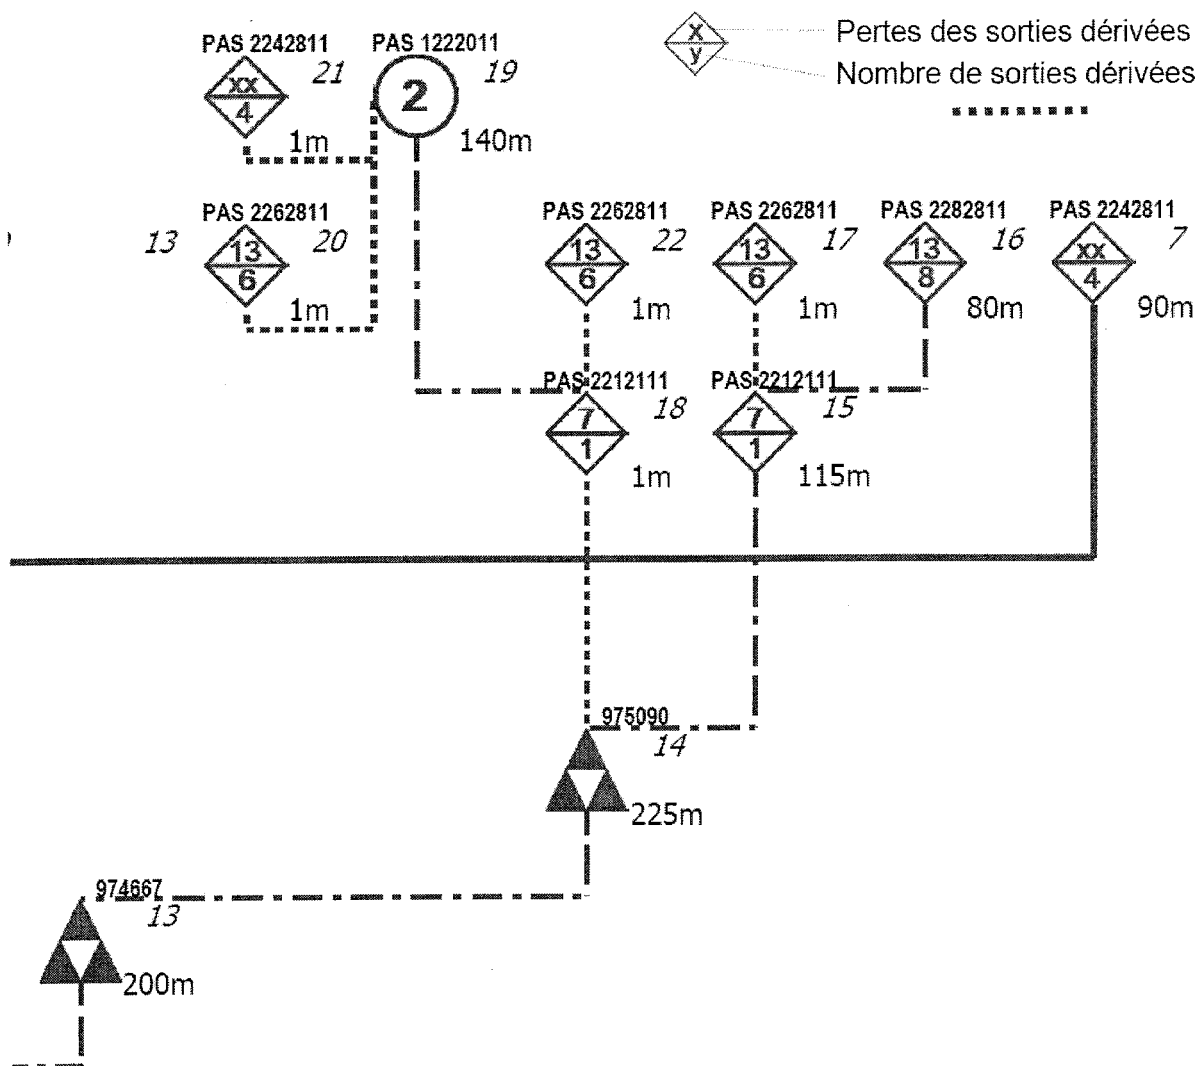 x
y
Pertes des sorties dérivées
Nombre de sorties dérivées
PAS 2242811
21
xx
4
1m
PAS 1222011
19
2
140m
13
PAS 2262811
20
13
6
1m
PAS 2262811
22
13
6
1m
PAS 2262811
17
13
6
1m
PAS 2282811
16
13
8
80m
PAS 2242811
7
xx
4
90m
PAS 2212111
18
7
1
1m
PAS 2212111
15
7
1
115m
975090
14
225m
974667
13
200m